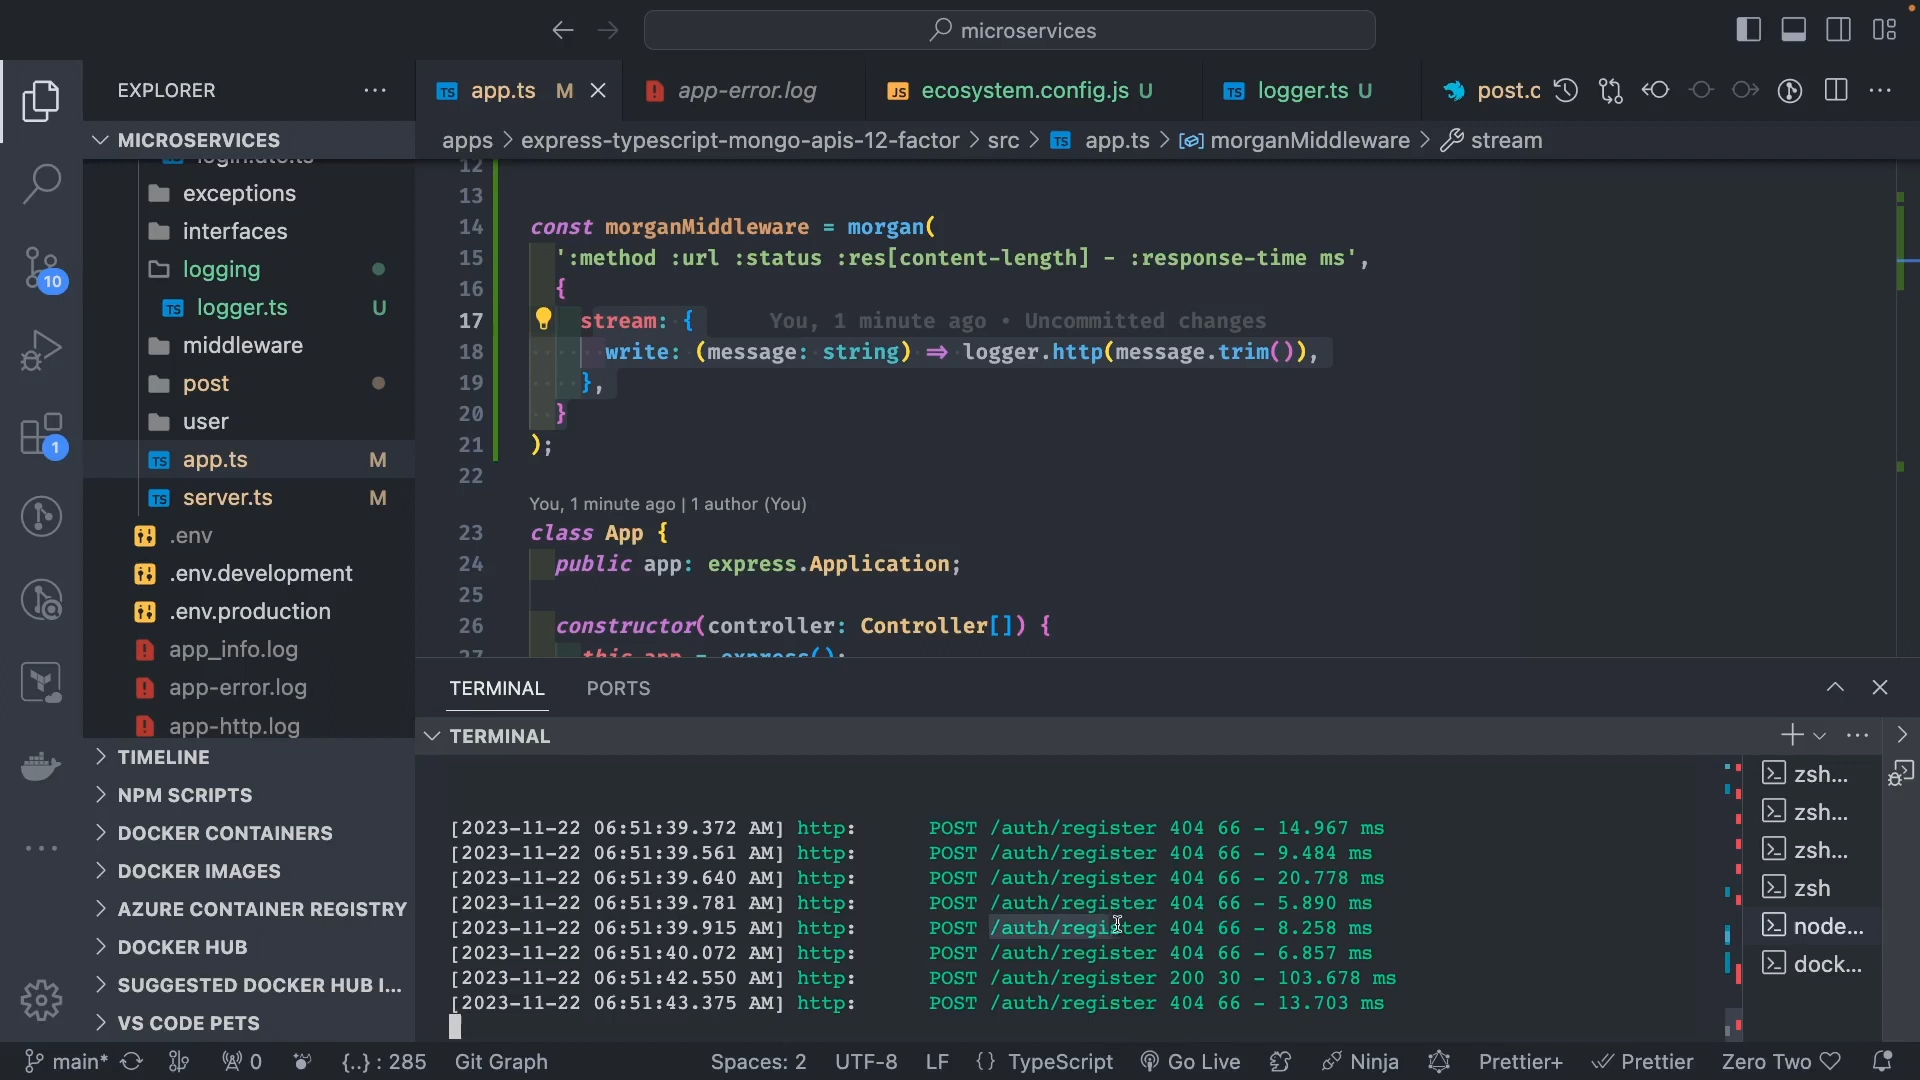 microservices
EXPLORER
app.ts M
app-error.log
ecosystem.config.js U
logger.ts U
post.c
MICROSERVICES
apps > express-typescript-mongo-apis-12-factor > src > TS app.ts > morganMiddleware > stream
login.dto.ts
exceptions
interfaces
logging
TS logger.ts U
middleware
post
user
TS app.ts M
TS server.ts M
.env
.env.development
.env.production
app_info.log
app-error.log
app-http.log
TIMELINE
NPM SCRIPTS
DOCKER CONTAINERS
DOCKER IMAGES
AZURE CONTAINER REGISTRY
DOCKER HUB
SUGGESTED DOCKER HUB I...
VS CODE PETS
10
1
12
13
14 const morganMiddleware = morgan(
15 ':method :url :status :res[content-length] - :response-time ms',
16 {
17 stream: { You, 1 minute ago • Uncommitted changes
18 write: (message: string) => logger.http(message.trim()),
19 },
20 }
21 );
22
You, 1 minute ago | 1 author (You)
23 class App {
24 public app: express.Application;
25
26 constructor(controller: Controller[]) {
27 this.app = express();
TERMINAL PORTS
TERMINAL
[2023-11-22 06:51:39.372 AM] http: POST /auth/register 404 66 - 14.967 ms
[2023-11-22 06:51:39.561 AM] http: POST /auth/register 404 66 - 9.484 ms
[2023-11-22 06:51:39.640 AM] http: POST /auth/register 404 66 - 20.778 ms
[2023-11-22 06:51:39.781 AM] http: POST /auth/register 404 66 - 5.890 ms
[2023-11-22 06:51:39.915 AM] http: POST /auth/register 404 66 - 8.258 ms
[2023-11-22 06:51:40.072 AM] http: POST /auth/register 404 66 - 6.857 ms
[2023-11-22 06:51:42.550 AM] http: POST /auth/register 200 30 - 103.678 ms
[2023-11-22 06:51:43.375 AM] http: POST /auth/register 404 66 - 13.703 ms
zsh...
zsh...
zsh...
zsh
node...
dock...
main* 0 {..} : 285 Git Graph Spaces: 2 UTF-8 LF {} TypeScript Go Live Ninja Prettier+ Prettier Zero Two